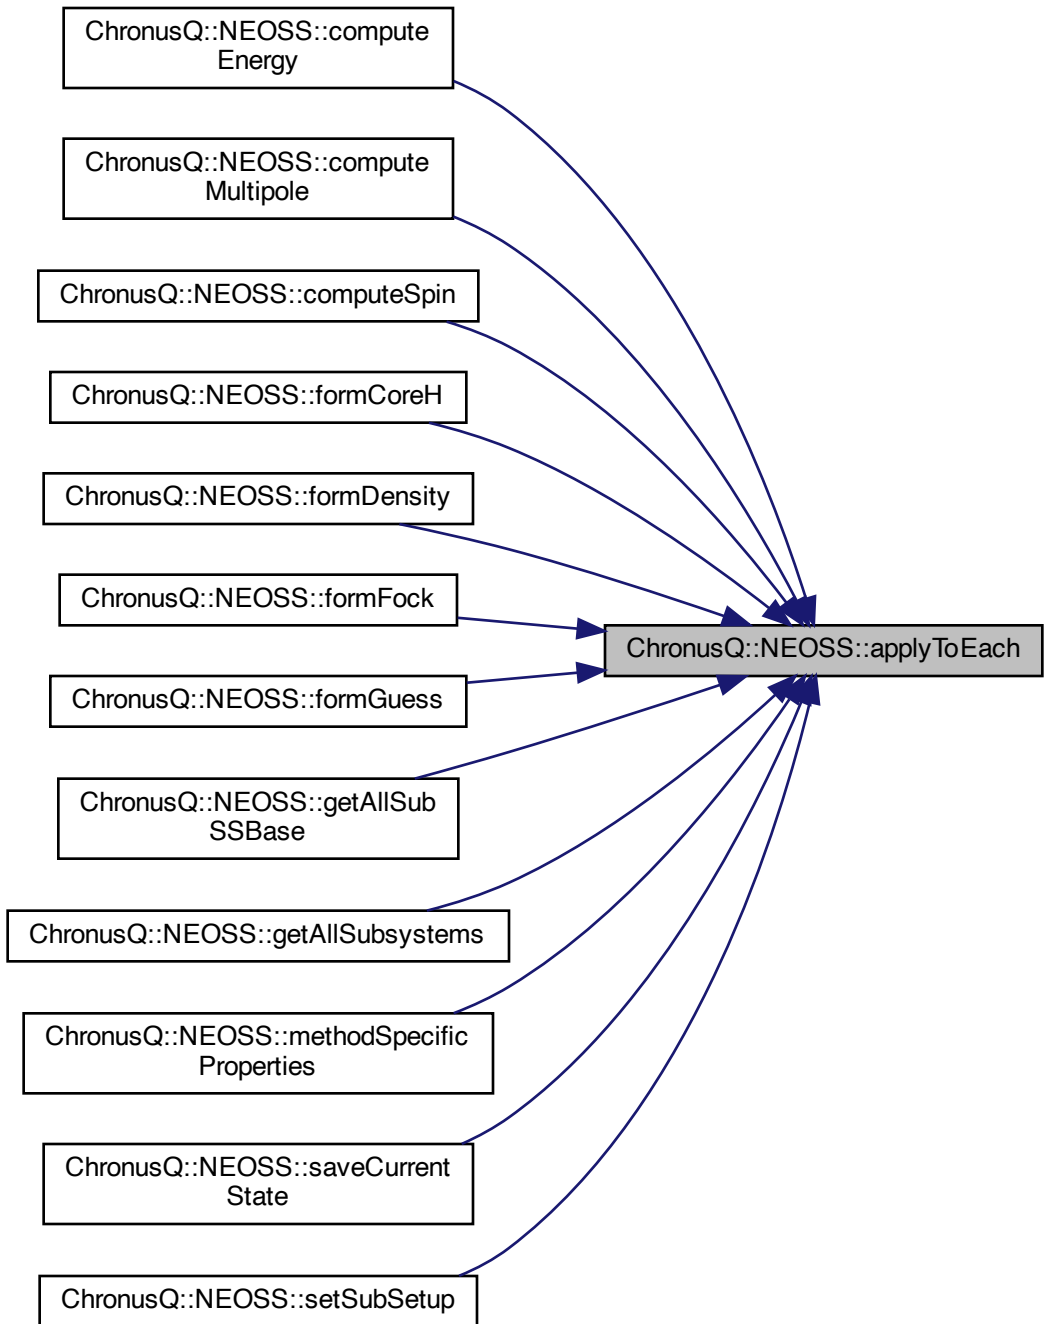 ChronusQ::NEOSS::compute
Energy
ChronusQ::NEOSS::compute
Multipole
ChronusQ::NEOSS::computeSpin
ChronusQ::NEOSS::formCoreH
ChronusQ::NEOSS::formDensity
ChronusQ::NEOSS::formFock
ChronusQ::NEOSS::applyToEach
ChronusQ::NEOSS::formGuess
ChronusQ::NEOSS::getAllSub
SSBase
ChronusQ::NEOSS::getAllSubsystems
ChronusQ::NEOSS::methodSpecific
Properties
ChronusQ::NEOSS::saveCurrent
State
ChronusQ::NEOSS::setSubSetup